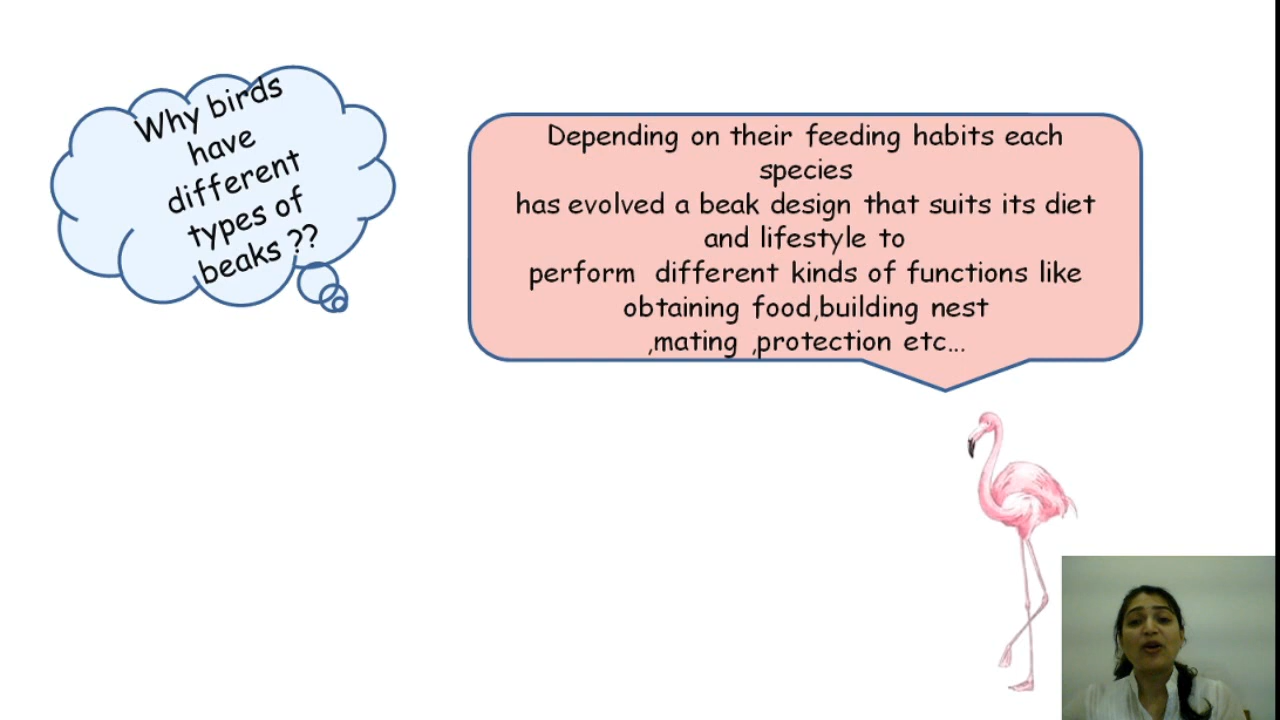 Why birds
have
different
types of
beaks ??
Depending on their feeding habits each
species
has evolved a beak design that suits its diet
and lifestyle to
perform  different kinds of functions like
obtaining food,building nest
,mating ,protection etc...